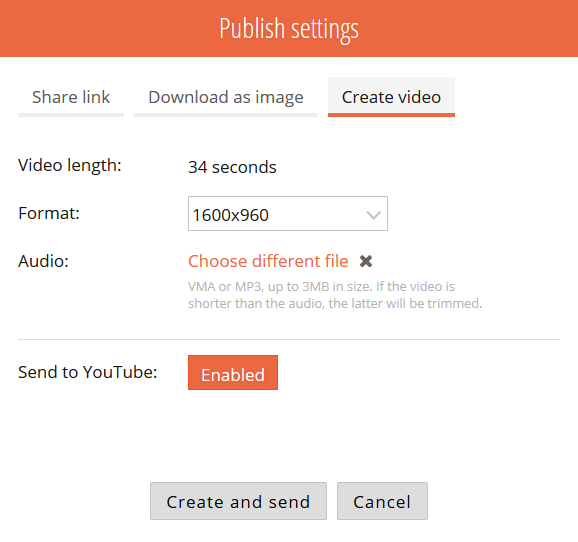 Publish settings
Share link Download as image Create video
Video length: 34 seconds
Format: 1600x960
Audio: Choose different file ✖
VMA or MP3, up to 3MB in size. If the video is
shorter than the audio, the latter will be trimmed.
Send to YouTube: Enabled
Create and send Cancel